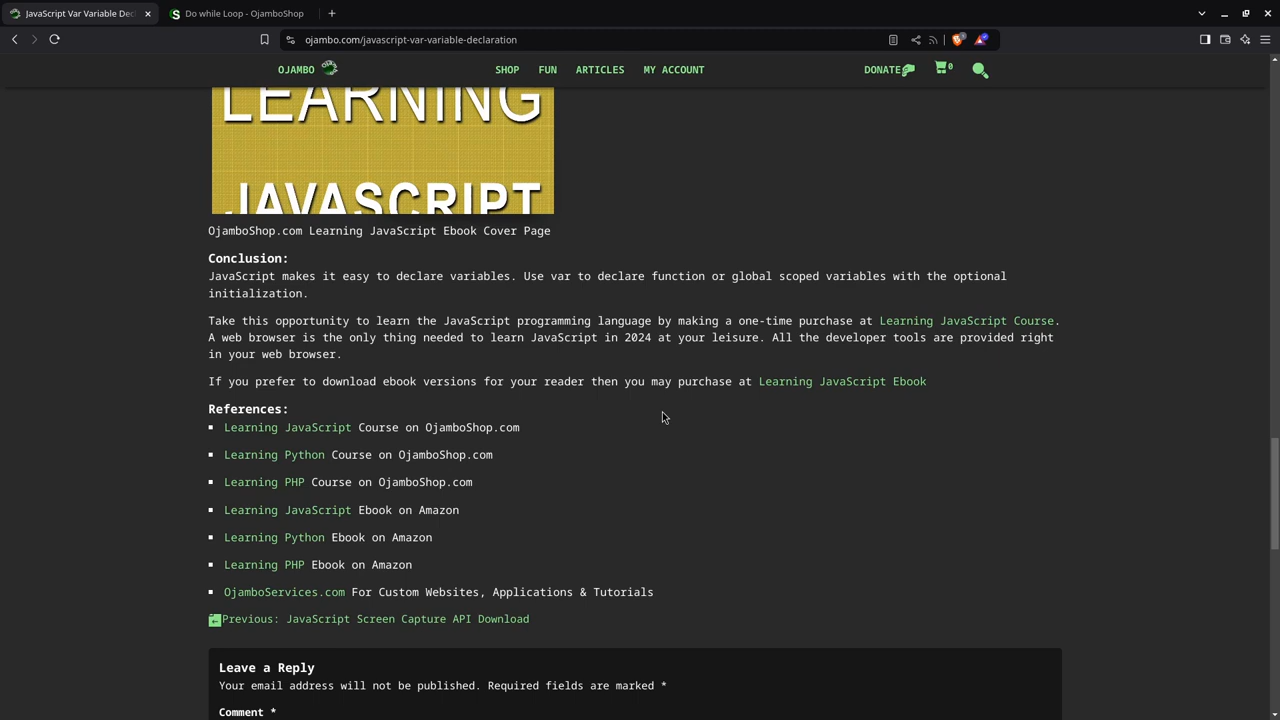 JavaScript Var Variable Decl
Do while Loop - OjamboShop
ojambo.com/javascript-var-variable-declaration
OJAMBO
SHOP
FUN
ARTICLES
MY ACCOUNT
DONATE
0
LEARNING
JAVASCRIPT
OjamboShop.com Learning JavaScript Ebook Cover Page
Conclusion:
JavaScript makes it easy to declare variables. Use var to declare function or global scoped variables with the optional
initialization.
Take this opportunity to learn the JavaScript programming language by making a one-time purchase at Learning JavaScript Course.
A web browser is the only thing needed to learn JavaScript in 2024 at your leisure. All the developer tools are provided right
in your web browser.
If you prefer to download ebook versions for your reader then you may purchase at Learning JavaScript Ebook
References:
Learning JavaScript Course on OjamboShop.com
Learning Python Course on OjamboShop.com
Learning PHP Course on OjamboShop.com
Learning JavaScript Ebook on Amazon
Learning Python Ebook on Amazon
Learning PHP Ebook on Amazon
OjamboServices.com For Custom Websites, Applications & Tutorials
Previous: JavaScript Screen Capture API Download
Leave a Reply
Your email address will not be published. Required fields are marked *
Comment *